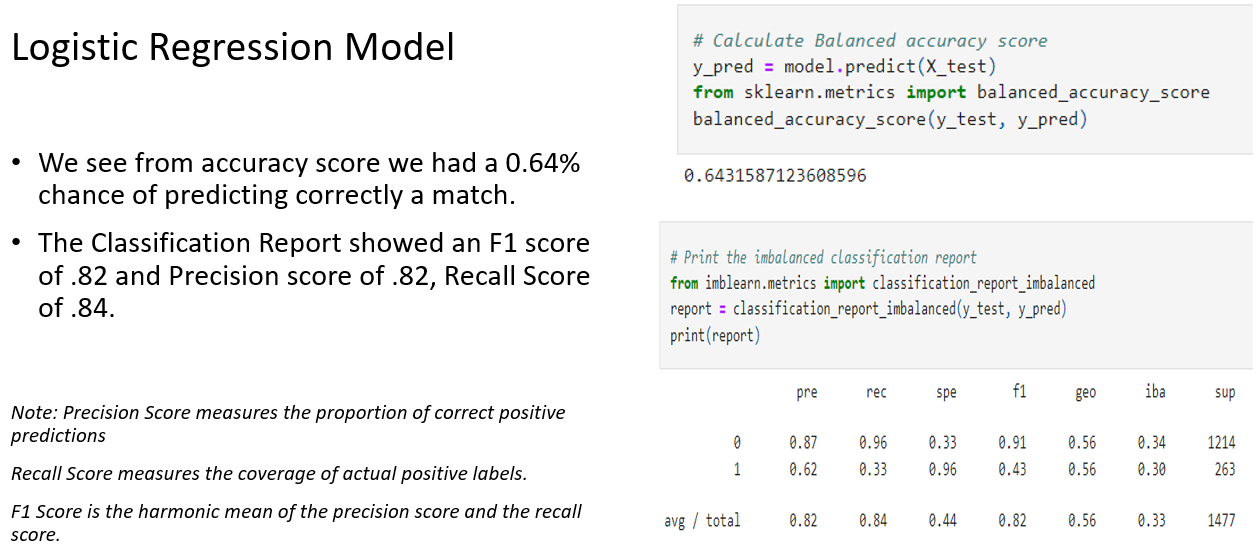 Logistic Regression Model
• We see from accuracy score we had a 0.64%
chance of predicting correctly a match.
• The Classification Report showed an F1 score
of .82 and Precision score of .82, Recall Score
of .84.
Note: Precision Score measures the proportion of correct positive
predictions
Recall Score measures the coverage of actual positive labels.
F1 Score is the harmonic mean of the precision score and the recall
score.
# Calculate Balanced accuracy score
y_pred = model.predict(X_test)
from sklearn.metrics import balanced_accuracy_score
balanced_accuracy_score(y_test, y_pred)
0.6431587123608596
# Print the imbalanced classification report
from imblearn.metrics import classification_report_imbalanced
report = classification_report_imbalanced(y_test, y_pred)
print(report)
pre rec spe f1 geo iba sup
0 0.87 0.96 0.33 0.91 0.56 0.34 1214
1 0.62 0.33 0.96 0.43 0.56 0.30 263
avg / total 0.82 0.84 0.44 0.82 0.56 0.33 1477